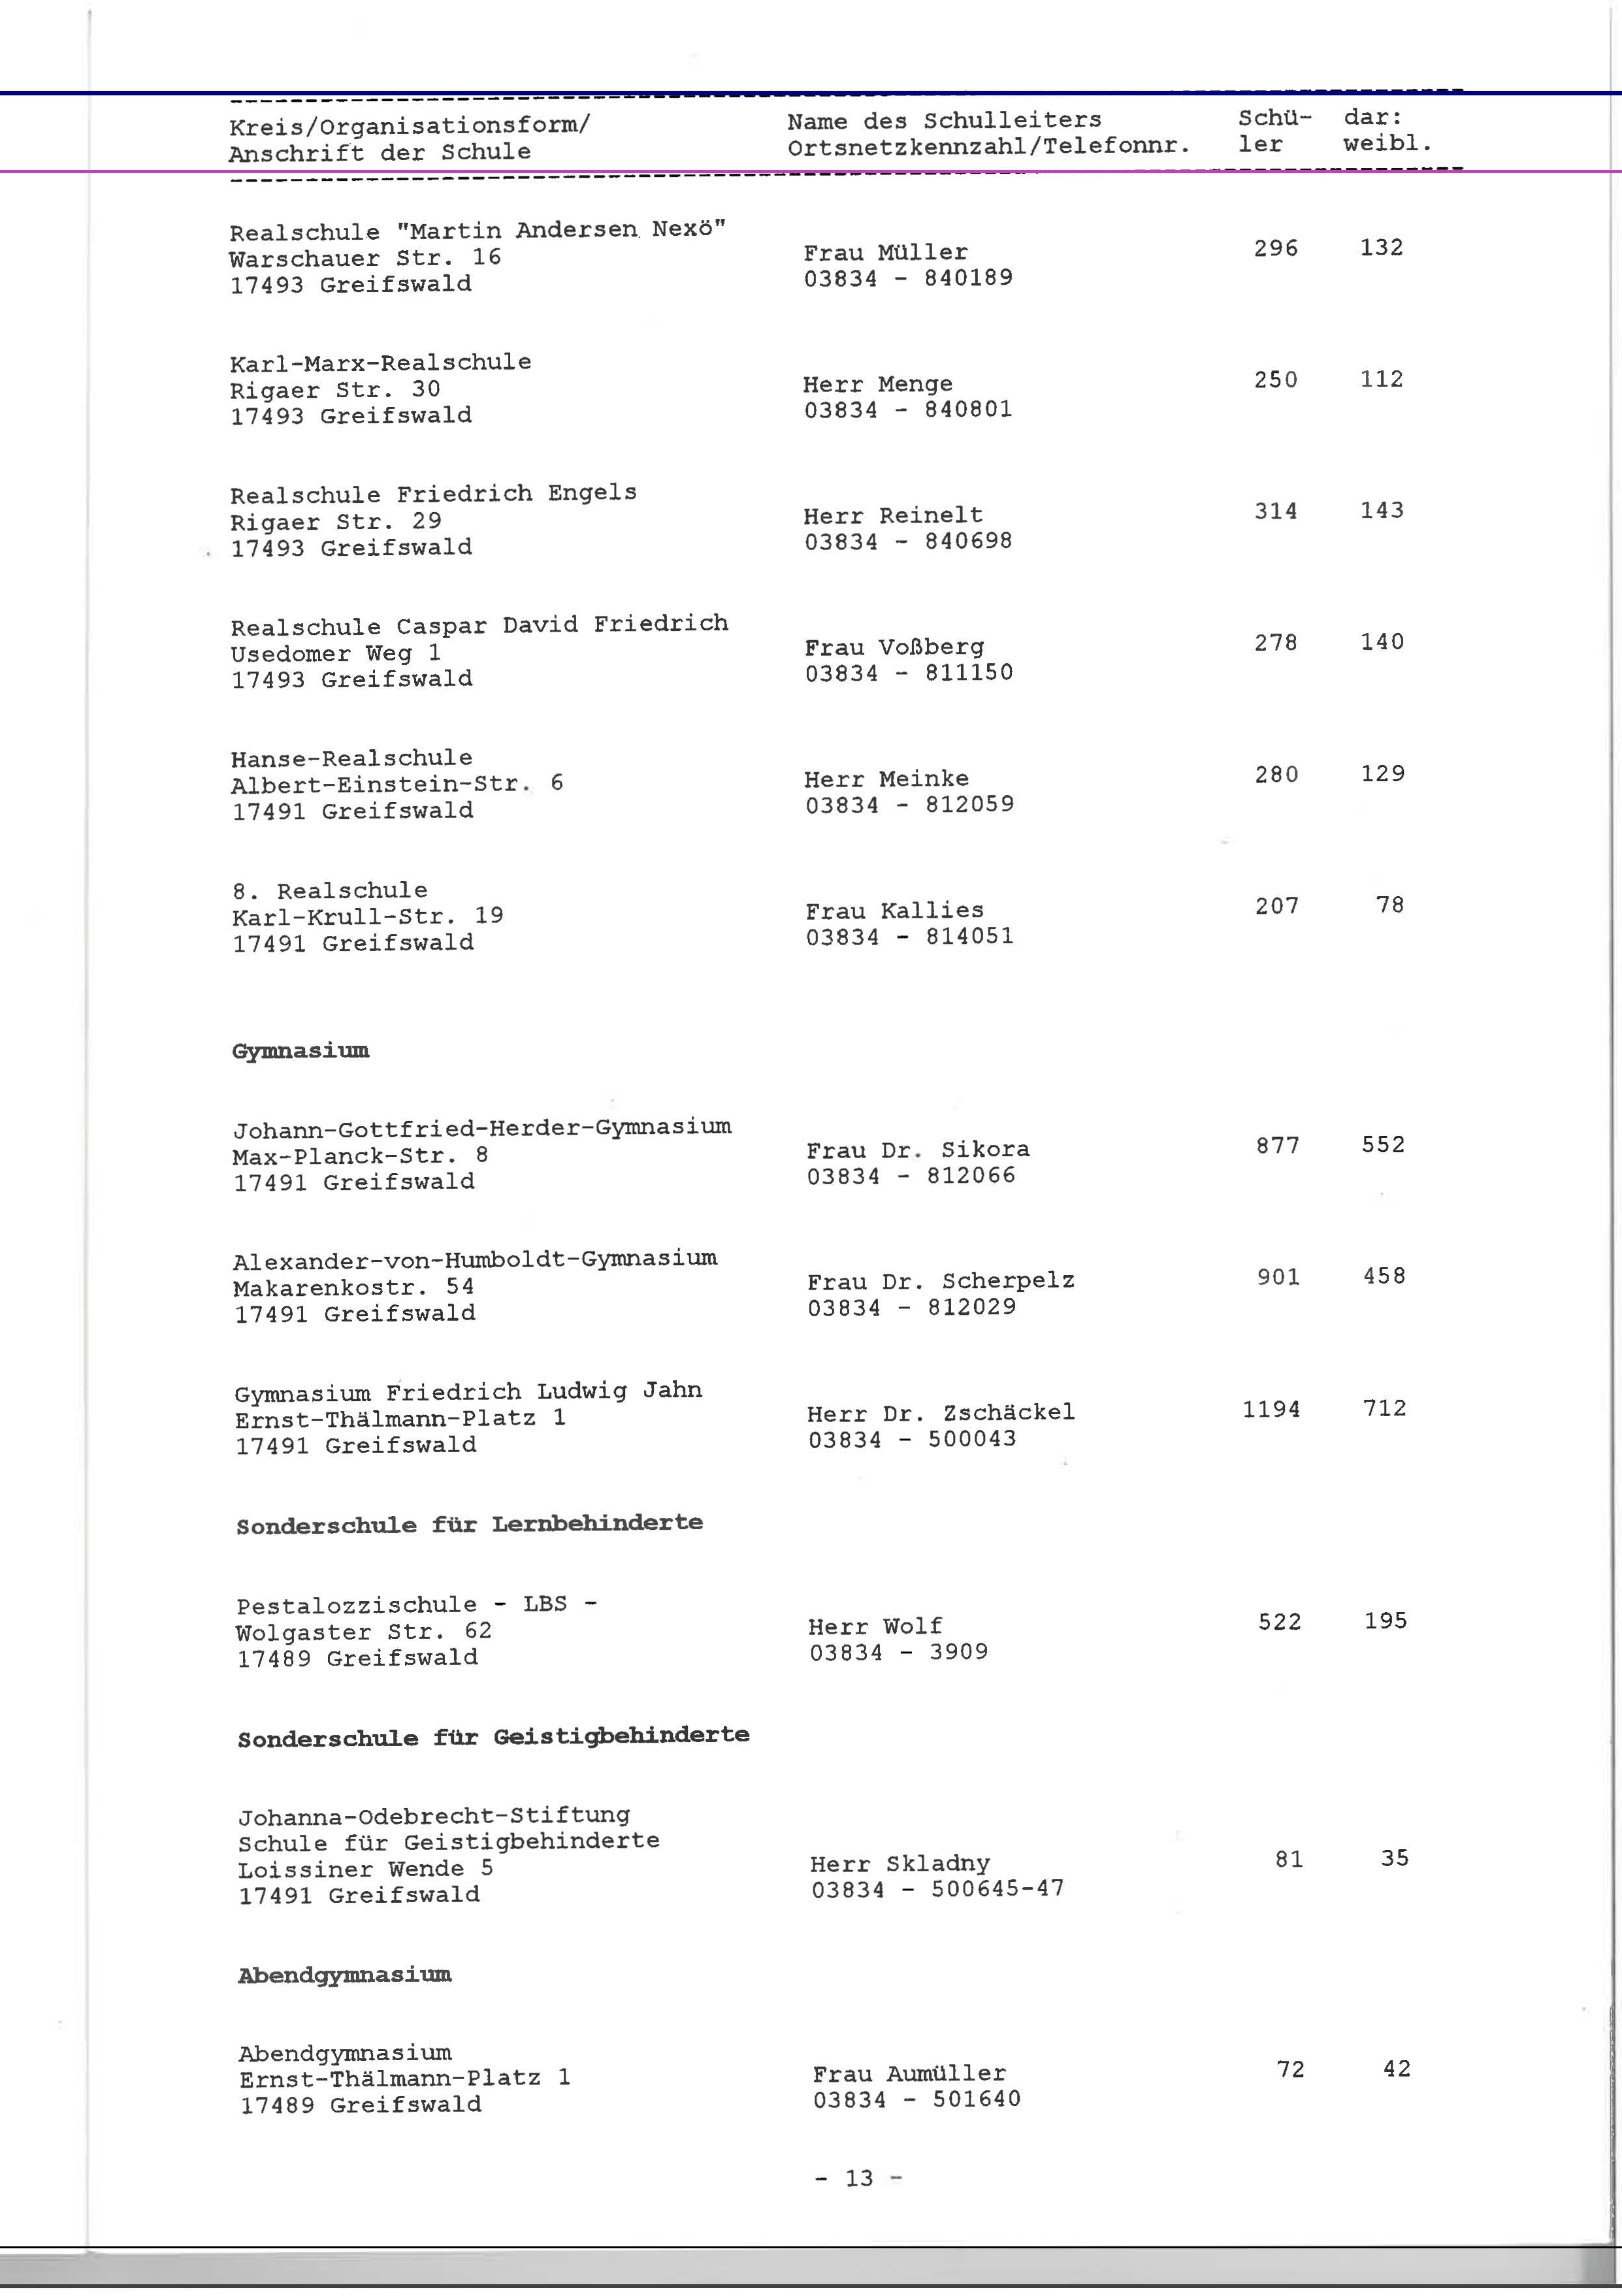 Kreis/Organisationsform/ Name des Schulleiters Schü- dar:
Anschrift der Schule Ortsnetzkennzahl/Telefonnr. ler weibl.
Realschule "Martin Andersen Nexö"
Warschauer Str. 16 Frau Müller 296 132
17493 Greifswald 03834 - 840189
Karl-Marx-Realschule
Rigaer Str. 30 Herr Menge 250 112
17493 Greifswald 03834 - 840801
Realschule Friedrich Engels
Rigaer Str. 29 Herr Reinelt 314 143
17493 Greifswald 03834 - 840698
Realschule Caspar David Friedrich
Usedomer Weg 1 Frau Voßberg 278 140
17493 Greifswald 03834 - 811150
Hanse-Realschule
Albert-Einstein-Str. 6 Herr Meinke 280 129
17491 Greifswald 03834 - 812059
8. Realschule
Karl-Krull-Str. 19 Frau Kallies 207 78
17491 Greifswald 03834 - 814051
Gymnasium
Johann-Gottfried-Herder-Gymnasium
Max-Planck-Str. 8 Frau Dr. Sikora 877 552
17491 Greifswald 03834 - 812066
Alexander-von-Humboldt-Gymnasium
Makarenkostr. 54 Frau Dr. Scherpelz 901 458
17491 Greifswald 03834 - 812029
Gymnasium Friedrich Ludwig Jahn
Ernst-Thälmann-Platz 1 Herr Dr. Zschäckel 1194 712
17491 Greifswald 03834 - 500043
Sonderschule für Lernbehinderte
Pestalozzischule - LBS -
Wolgaster Str. 62 Herr Wolf 522 195
17489 Greifswald 03834 - 3909
Sonderschule für Geistigbehinderte
Johanna-Odebrecht-Stiftung
Schule für Geistigbehinderte
Loissiner Wende 5 Herr Skladny 81 35
17491 Greifswald 03834 - 500645-47
Abendgymnasium
Abendgymnasium
Ernst-Thälmann-Platz 1 Frau Aumüller 72 42
17489 Greifswald 03834 - 501640
- 13 -